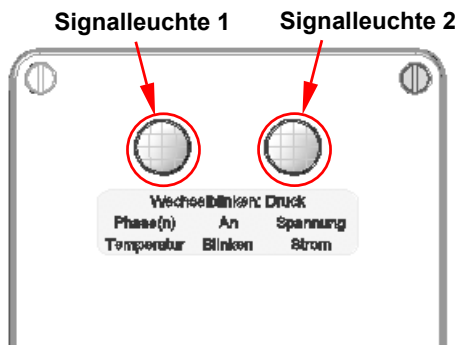 Signalleuchte 1 Signalleuchte 2
Wechselblinken: Druck
Phase(n) An Spannung
Temperatur Blinken Strom